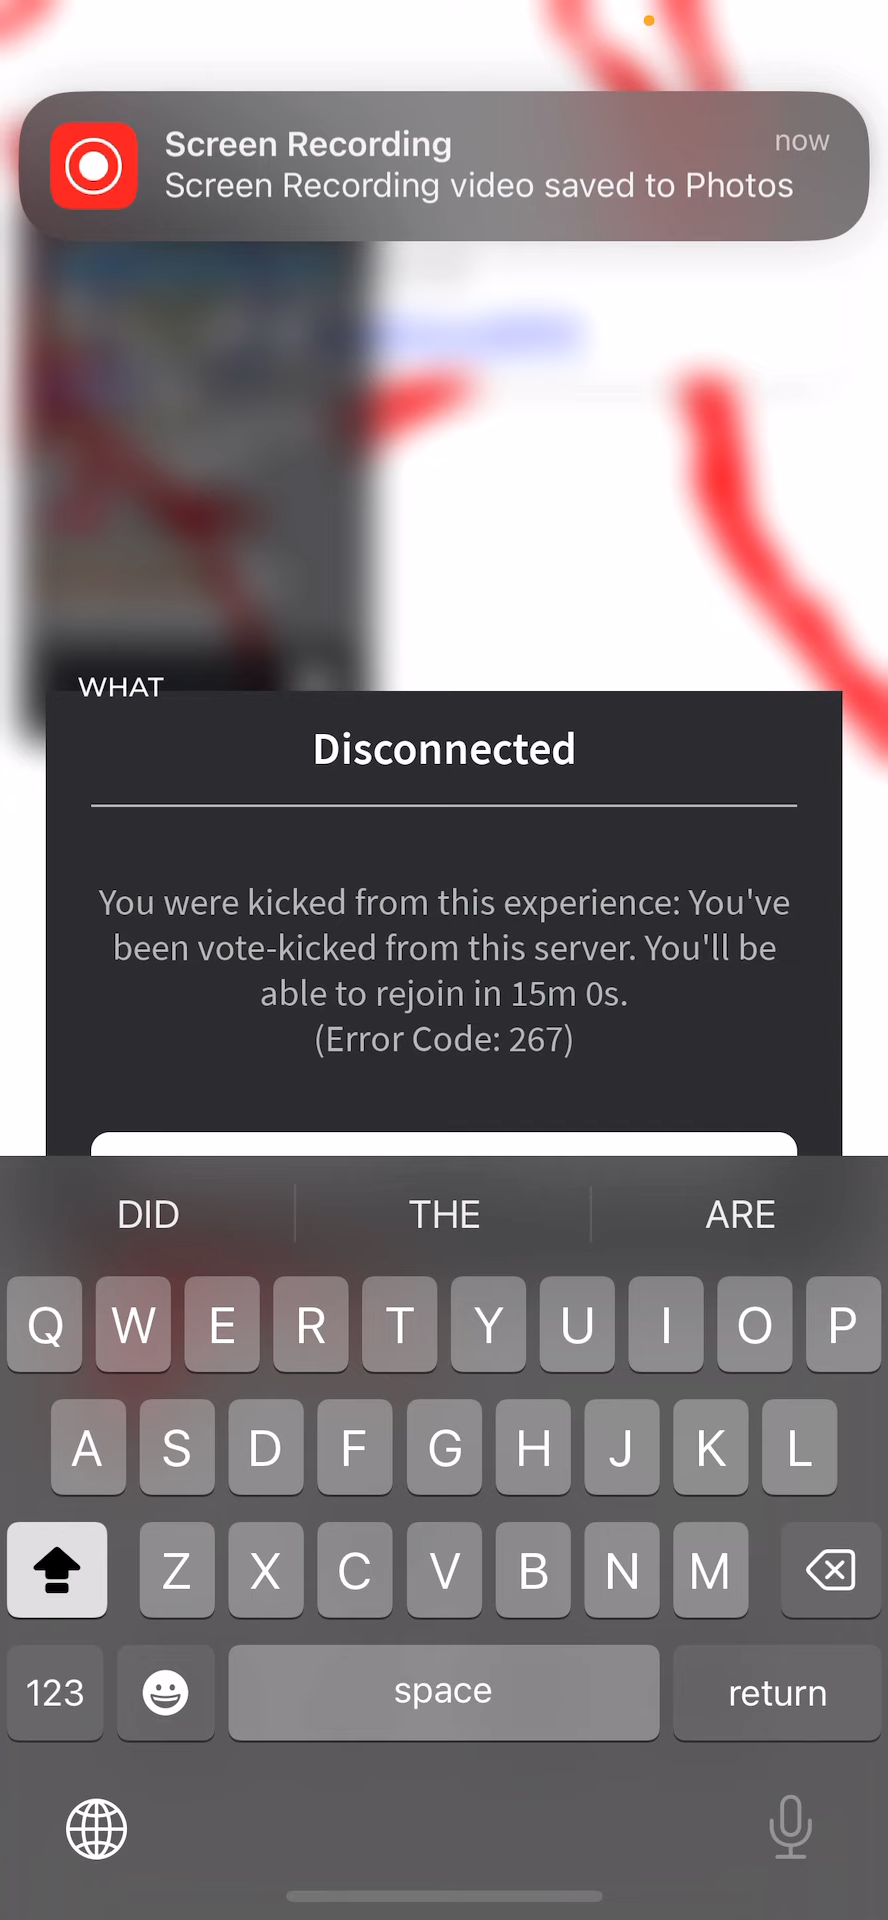 Screen Recording
now
Screen Recording video saved to Photos
WHAT
Disconnected
You were kicked from this experience: You've
been vote-kicked from this server. You'll be
able to rejoin in 15m 0s.
(Error Code: 267)
DID THE ARE
Q W E R T Y U I O P
A S D F G H J K L
Z X C V B N M
123 space return